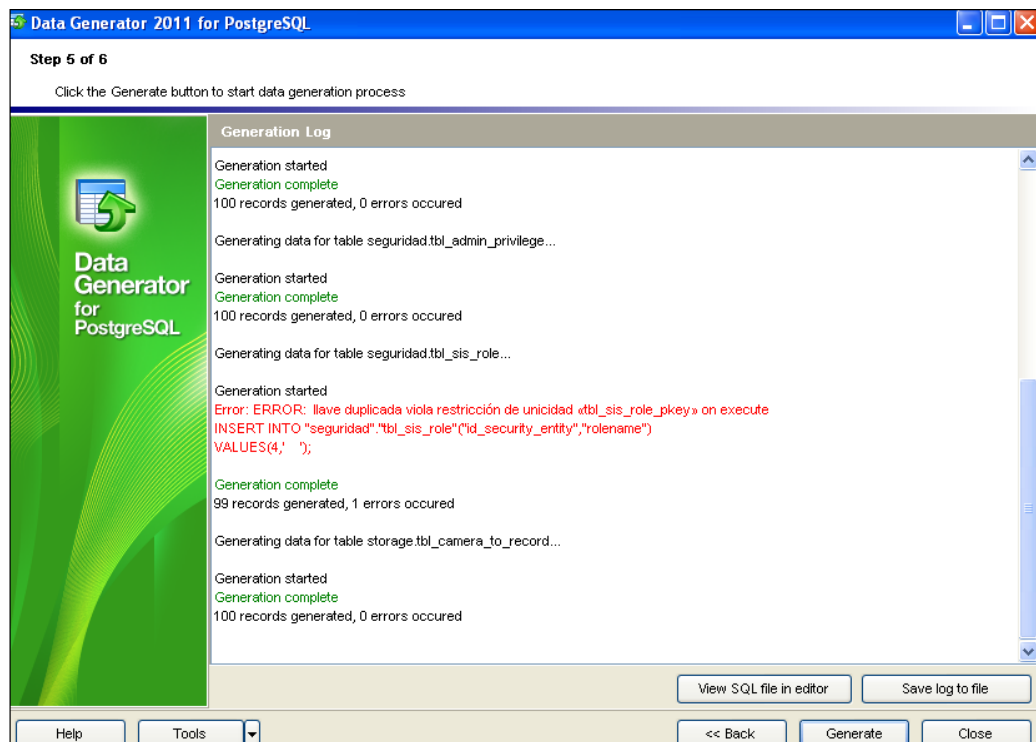 Data Generator 2011 for PostgreSQL
Step 5 of 6
Click the Generate button to start data generation process
Data
Generator
for
PostgreSQL
Generation Log
Generation started
Generation complete
100 records generated, 0 errors occured
Generating data for table seguridad.tbl_admin_privilege...
Generation started
Generation complete
100 records generated, 0 errors occured
Generating data for table seguridad.tbl_sis_role...
Generation started
Error: ERROR:  llave duplicada viola restricción de unicidad «tbl_sis_role_pkey» on execute
INSERT INTO "seguridad"."tbl_sis_role"("id_security_entity","rolename")
VALUES(4,'    ');
Generation complete
99 records generated, 1 errors occured
Generating data for table storage.tbl_camera_to_record...
Generation started
Generation complete
100 records generated, 0 errors occured
View SQL file in editor
Save log to file
Help
Tools
<< Back
Generate
Close